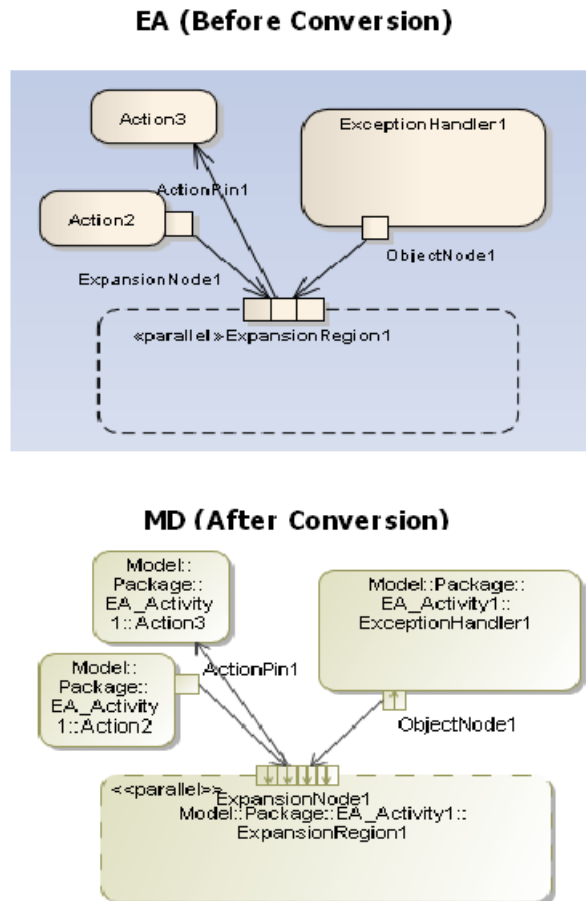 EA (Before Conversion)
Action3
ExceptionHandler1
ActionPin1
Action2
ObjectNode1
ExpansionNode1
«parallel»ExpansionRegion1
MD (After Conversion)
Model::
Package::
EA_Activity
1::Action3
Model::Package::
EA_Activity1::
ExceptionHandler1
Model::
Package::
EA_Activity
1::Action2
ActionPin1
ObjectNode1
<<parallel>>
ExpansionNode1
Model::Package::EA_Activity1::
ExpansionRegion1